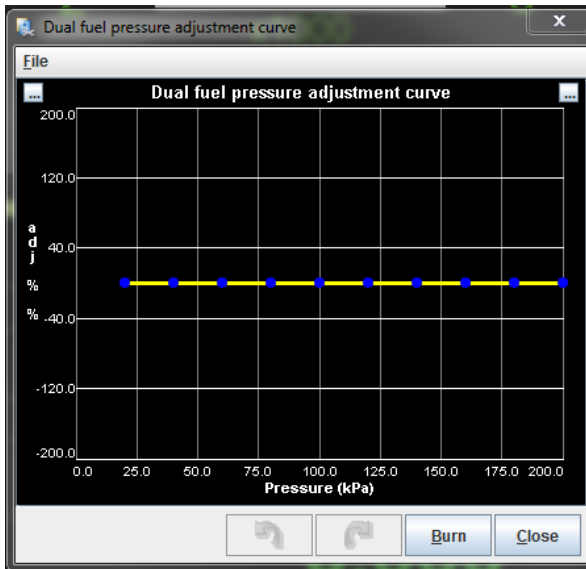 Dual fuel pressure adjustment curve
X
File
... Dual fuel pressure adjustment curve ...
200.0
120.0
a
d
j
40.0
%
% -40.0
-120.0
-200.0
0.0 25.0 50.0 75.0 100.0 125.0 150.0 175.0 200.0
Pressure (kPa)
Burn Close